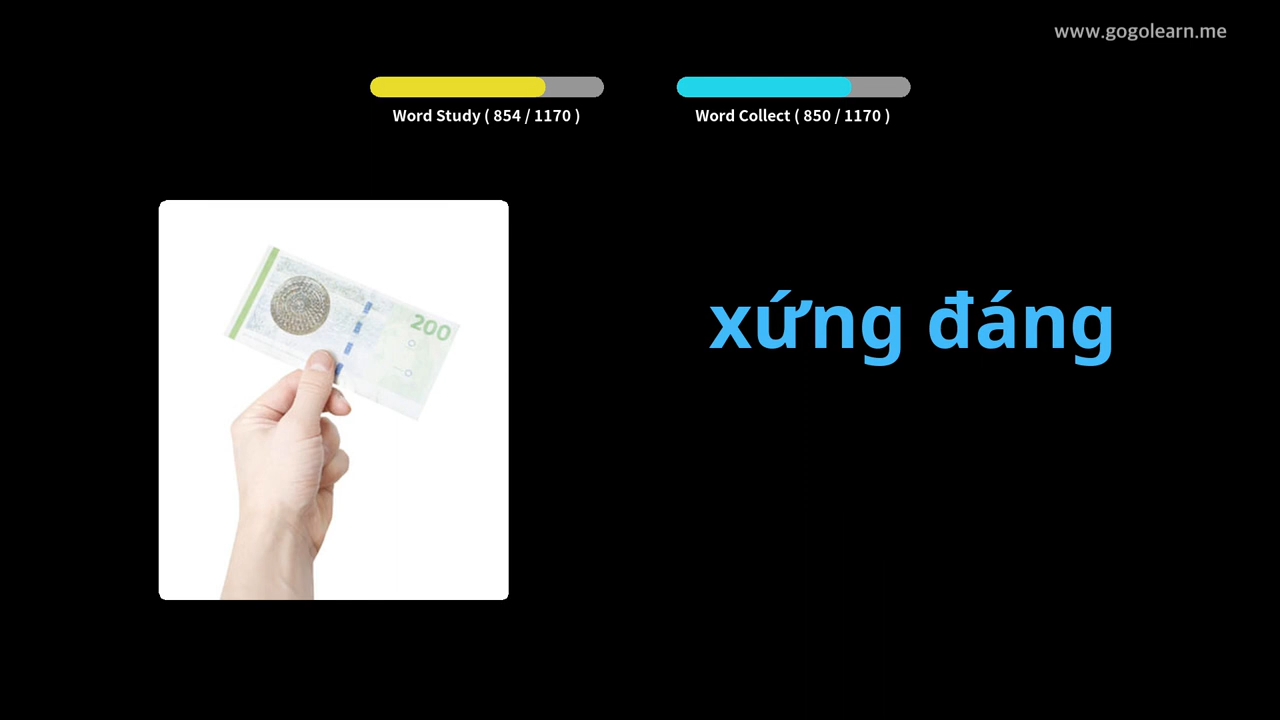 www.gogolearn.me
Word Study ( 854 / 1170 )
Word Collect ( 850 / 1170 )
200
xứng đáng